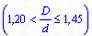 (1,20 < D/d ≤ 1,45)